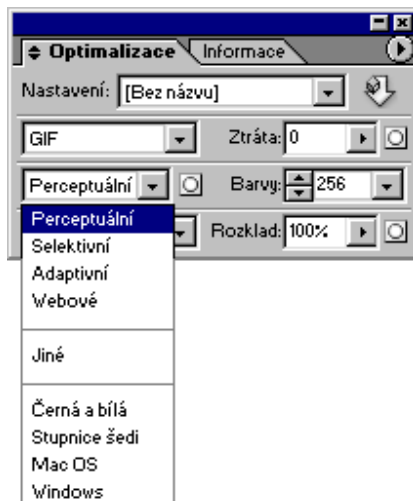 Optimalizace Informace
Nastavení: [Bez názvu]
GIF Ztráta: 0
Perceptuální Barvy: 256
Perceptuální
Rozklad: 100%
Selektivní
Adaptivní
Webové
Jiné
Černá a bílá
Stupnice šedi
Mac OS
Windows